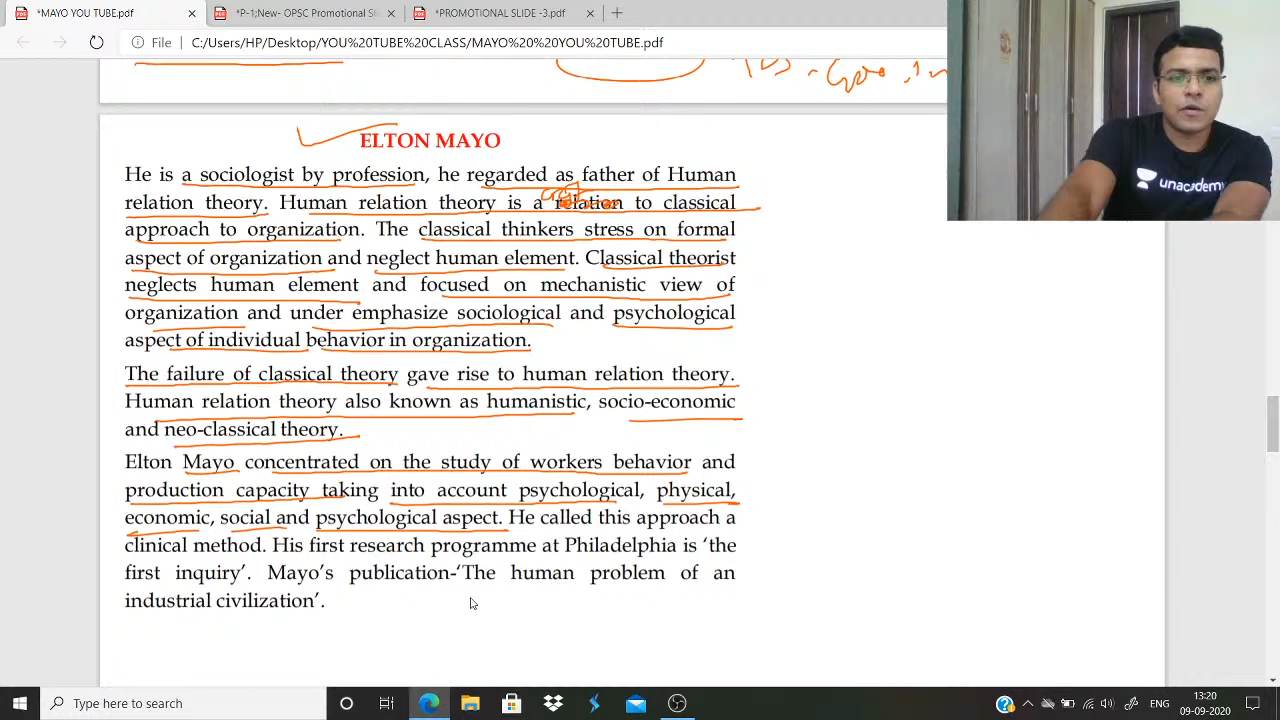 *MAYO YOU TUBE.pdf
*P-1;New- OPSC Promotional Sl
*PROMOTIONAL SLIDE -3.pdf
File
C:/Users/HP/Desktop/YOU%20TUBE%20CLASS/MAYO%20%20YOU%20TUBE.pdf
ELTON MAYO
He is a sociologist by profession, he regarded as father of Human
relation theory. Human relation theory is a relation to classical
approach to organization. The classical thinkers stress on formal
aspect of organization and neglect human element. Classical theorist
neglects human element and focused on mechanistic view of
organization and under emphasize sociological and psychological
aspect of individual behavior in organization.
The failure of classical theory gave rise to human relation theory.
Human relation theory also known as humanistic, socio-economic
and neo-classical theory.
Elton Mayo concentrated on the study of workers behavior and
production capacity taking into account psychological, physical,
economic, social and psychological aspect. He called this approach a
clinical method. His first research programme at Philadelphia is ‘the
first inquiry’. Mayo’s publication-‘The human problem of an
industrial civilization’.
unacademy
Type here to search
ENG
13:20
09-09-2020